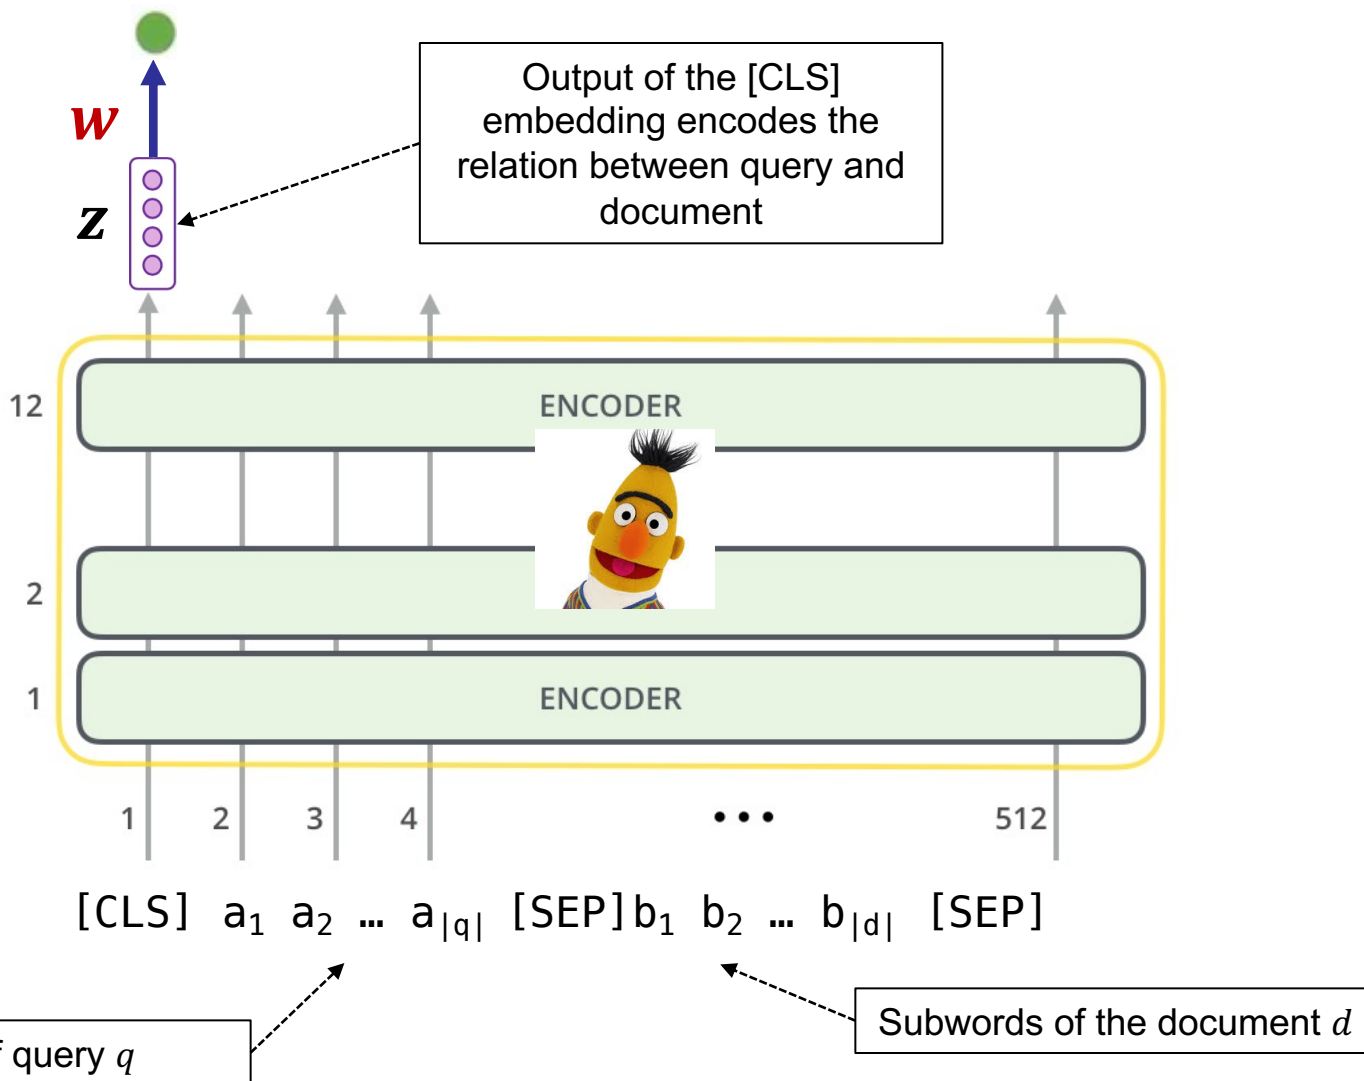 Output of the [CLS]
embedding encodes the
relation between query and
document
w
z
12
ENCODER
2
1
ENCODER
1 2 3 4 ••• 512
[CLS] a₁ a₂ … a|q| [SEP] b₁ b₂ … b|d| [SEP]
Subwords of the document d
query q